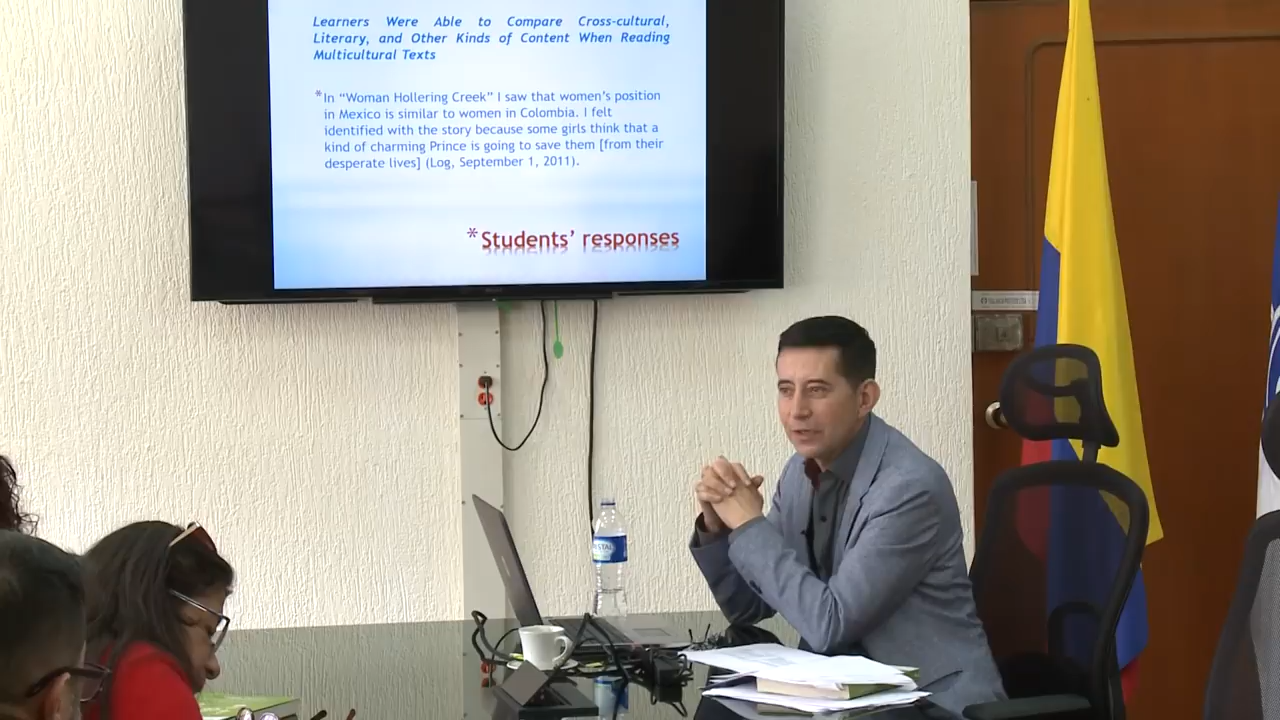 Learners Were Able to Compare Cross-cultural,
Literary, and Other Kinds of Content When Reading
Multicultural Texts
*In “Woman Hollering Creek” I saw that women’s position
in Mexico is similar to women in Colombia. I felt
identified with the story because some girls think that a
kind of charming Prince is going to save them [from their
desperate lives] (Log, September 1, 2011).
*Students’ responses